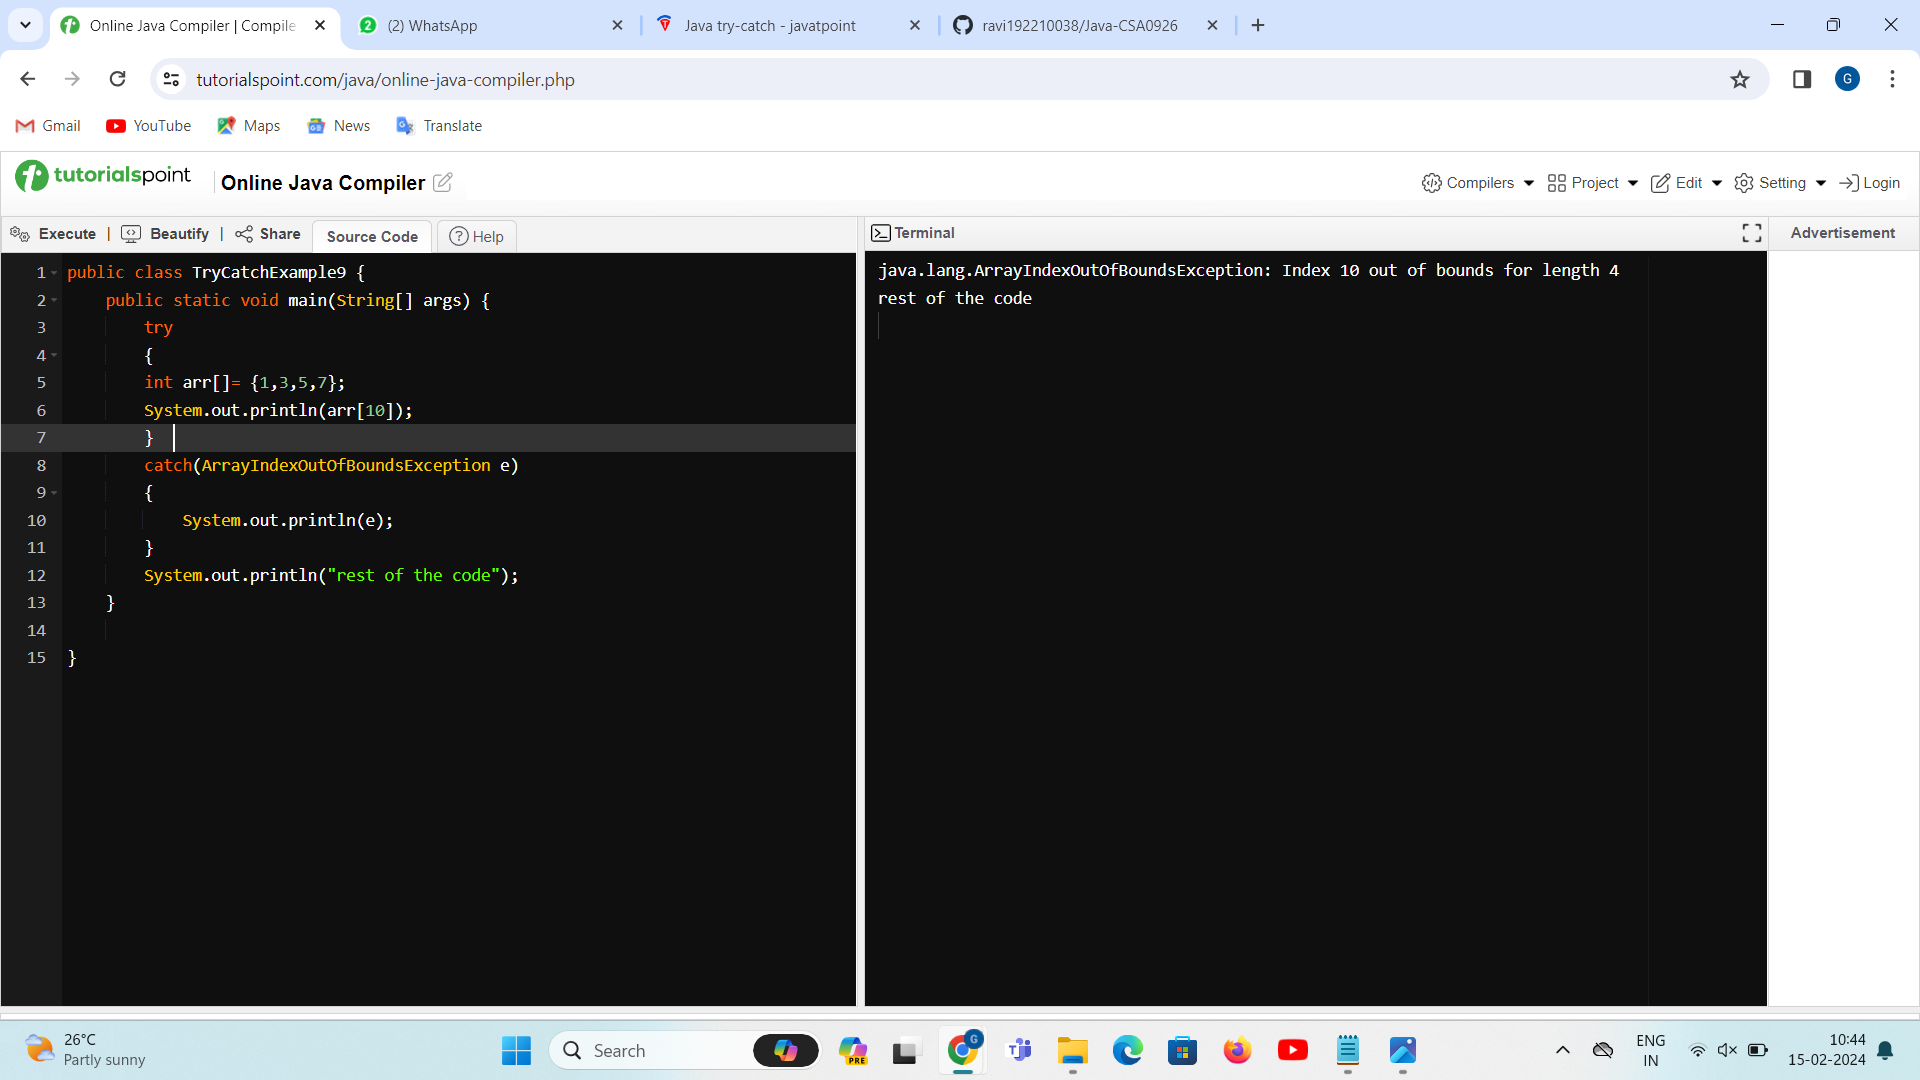 Online Java Compiler | Compile
2 (2) WhatsApp
Java try-catch - javatpoint
ravi192210038/Java-CSA0926
tutorialspoint.com/java/online-java-compiler.php
G
Gmail YouTube Maps News Translate
tutorialspoint
Online Java Compiler
Compilers Project Edit Setting Login
Execute | Beautify | Share Source Code Help
Terminal
Advertisement
1 public class TryCatchExample9 {
2 public static void main(String[] args) {
3 try
4 {
5 int arr[]= {1,3,5,7};
6 System.out.println(arr[10]);
7 }
8 catch(ArrayIndexOutOfBoundsException e)
9 {
10 System.out.println(e);
11 }
12 System.out.println("rest of the code");
13 }
14
15 }
java.lang.ArrayIndexOutOfBoundsException: Index 10 out of bounds for length 4
rest of the code
26°C
Partly sunny
Search
PRE
G
ENG
IN
10:44
15-02-2024